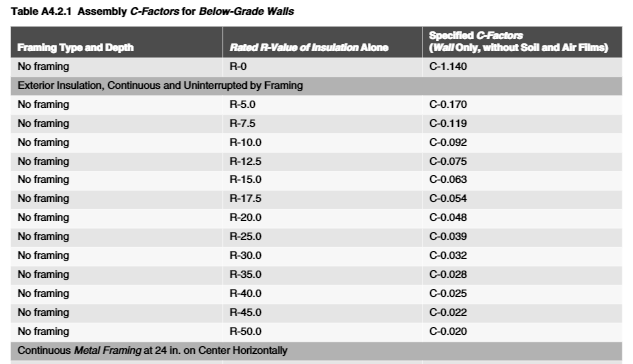 Table A4.2.1 Assembly C-Factors for Below-Grade Walls
Framing Type and Depth Rated R-Value of Insulation Alone Specified C-Factors (Wall Only, without Soil and Air Films)
No framing R-0 C-1.140
Exterior Insulation, Continuous and Uninterrupted by Framing
No framing R-5.0 C-0.170
No framing R-7.5 C-0.119
No framing R-10.0 C-0.092
No framing R-12.5 C-0.075
No framing R-15.0 C-0.063
No framing R-17.5 C-0.054
No framing R-20.0 C-0.048
No framing R-25.0 C-0.039
No framing R-30.0 C-0.032
No framing R-35.0 C-0.028
No framing R-40.0 C-0.025
No framing R-45.0 C-0.022
No framing R-50.0 C-0.020
Continuous Metal Framing at 24 in. on Center Horizontally